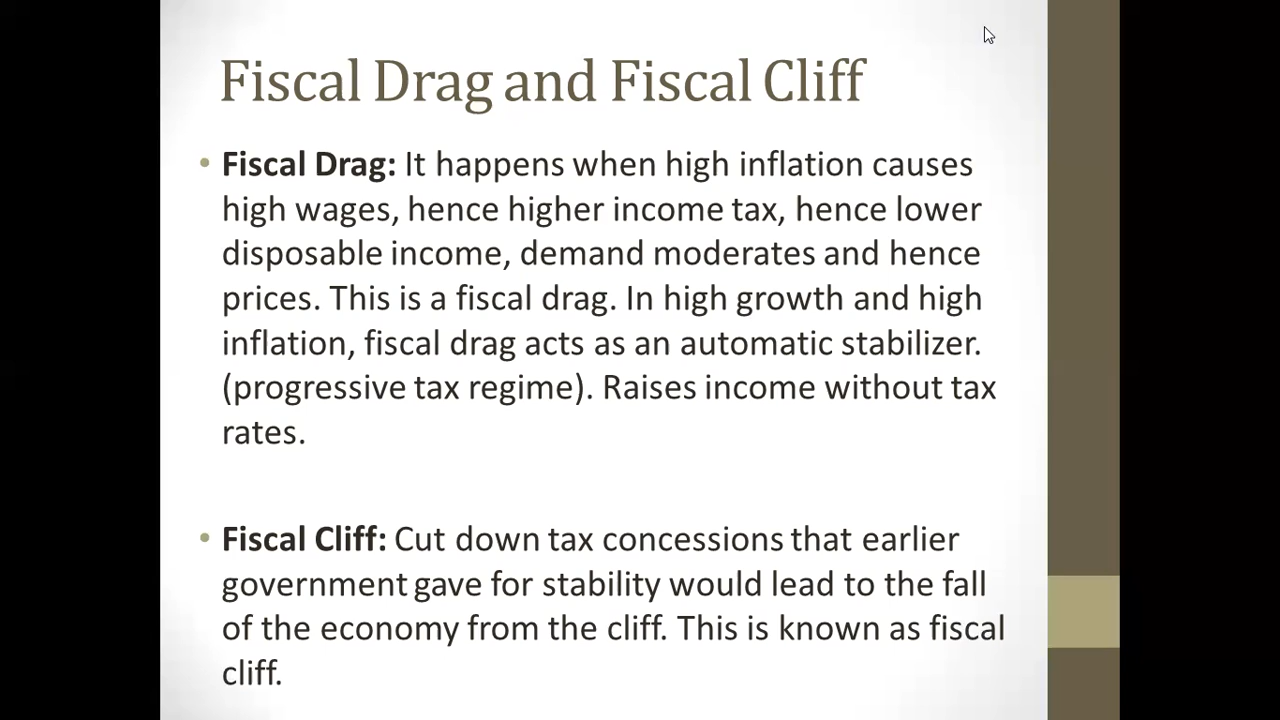 Fiscal Drag and Fiscal Cliff
• Fiscal Drag: It happens when high inflation causes
high wages, hence higher income tax, hence lower
disposable income, demand moderates and hence
prices. This is a fiscal drag. In high growth and high
inflation, fiscal drag acts as an automatic stabilizer.
(progressive tax regime). Raises income without tax
rates.
• Fiscal Cliff: Cut down tax concessions that earlier
government gave for stability would lead to the fall
of the economy from the cliff. This is known as fiscal
cliff.